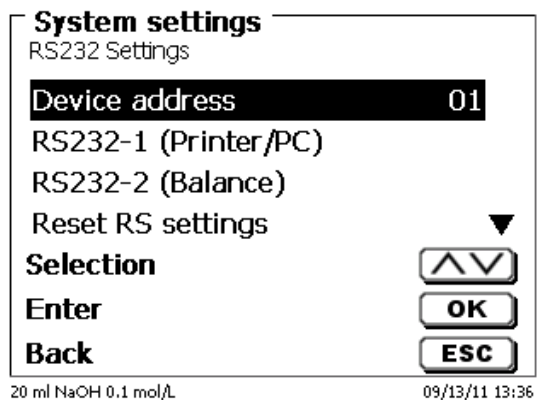 System settings
RS232 Settings
Device address 01
RS232-1 (Printer/PC)
RS232-2 (Balance)
Reset RS settings
Selection
Enter OK
Back ESC
20 ml NaOH 0.1 mol/L 09/13/11 13:36